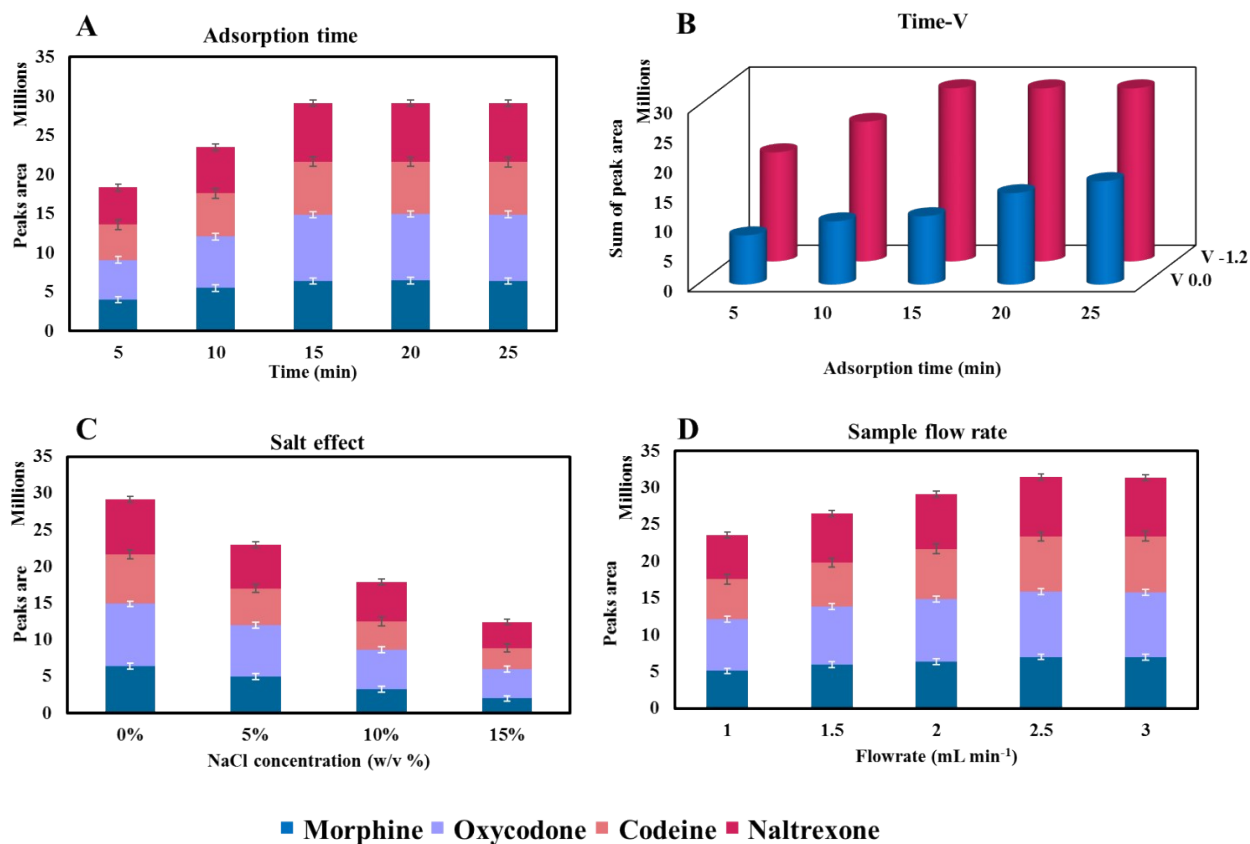 A
Adsorption time
Millions
Peaks area
35
30
25
20
15
10
5
0
5 10 15 20 25
Time (min)
B
Time-V
Millions
Sum of peak area
30
25
20
15
10
5
0
V -1.2
V 0.0
5 10 15 20 25
Adsorption time (min)
C
Salt effect
Millions
Peaks are
35
30
25
20
15
10
5
0
0% 5% 10% 15%
NaCl concentration (w/v %)
D
Sample flow rate
Millions
Peaks area
35
30
25
20
15
10
5
0
1 1.5 2 2.5 3
Flowrate (mL min⁻¹)
Morphine Oxycodone Codeine Naltrexone